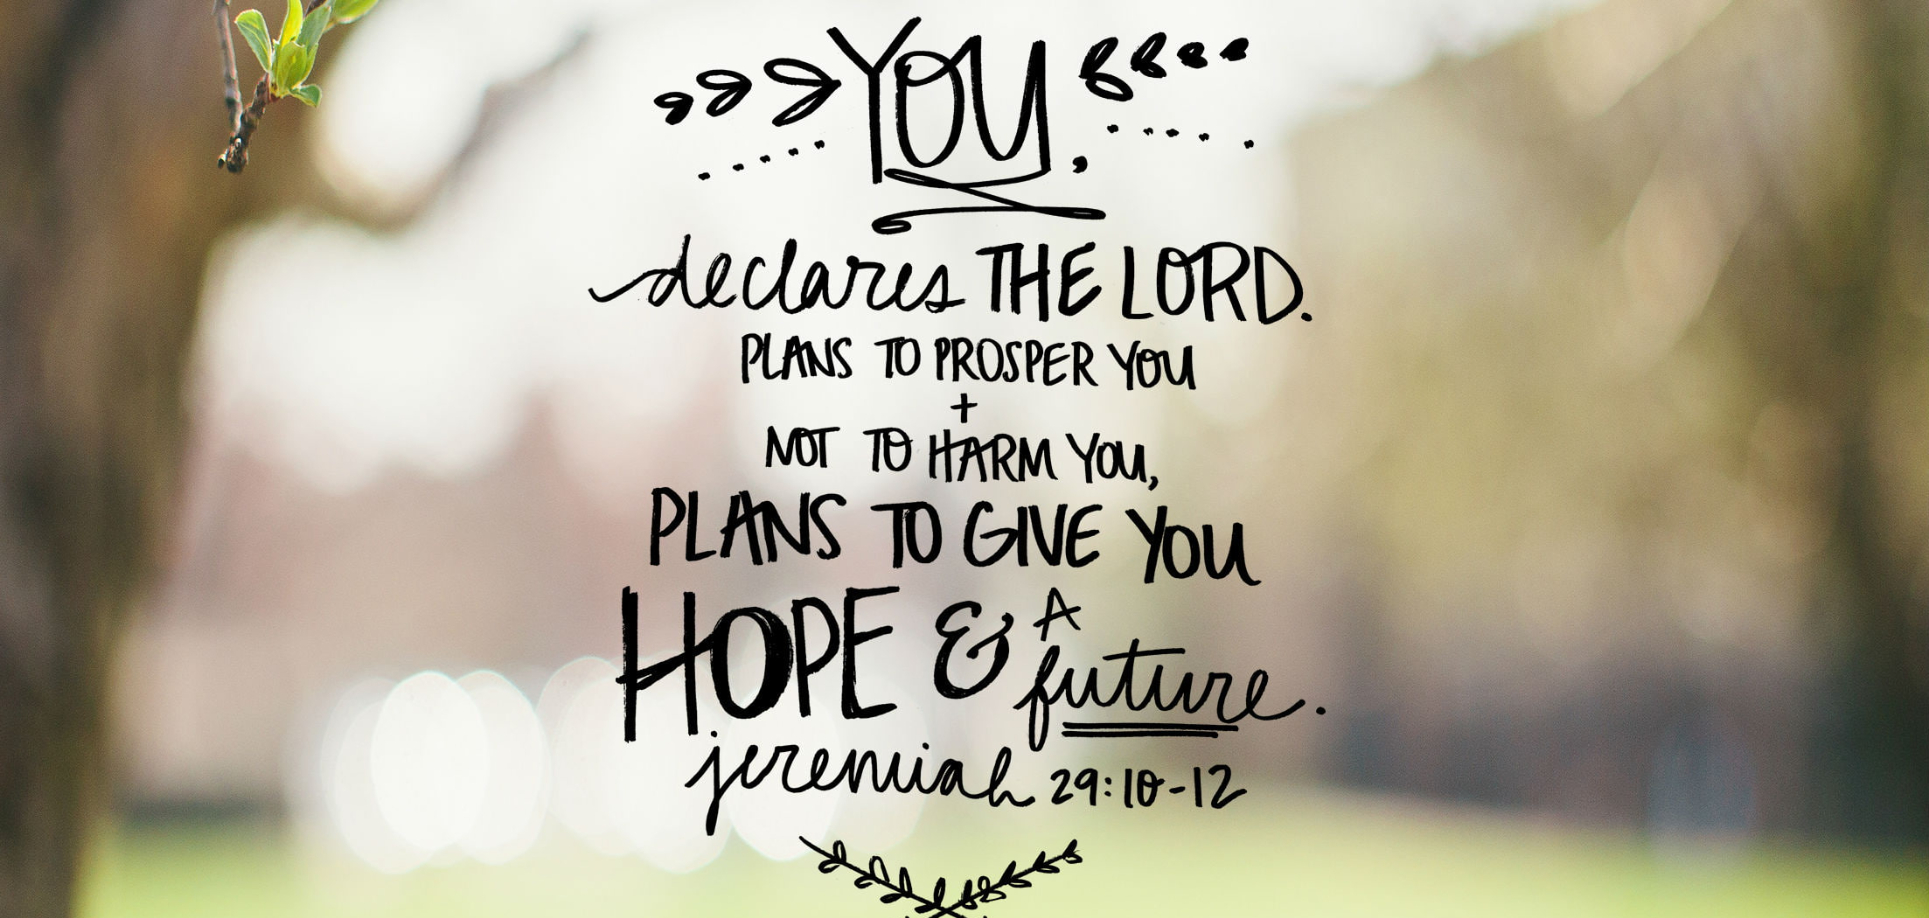 YOU,
declares THE LORD.
PLANS TO PROSPER YOU
+
NOT TO HARM YOU,
PLANS TO GIVE YOU
HOPE & A
future.
jeremiah 29:10-12